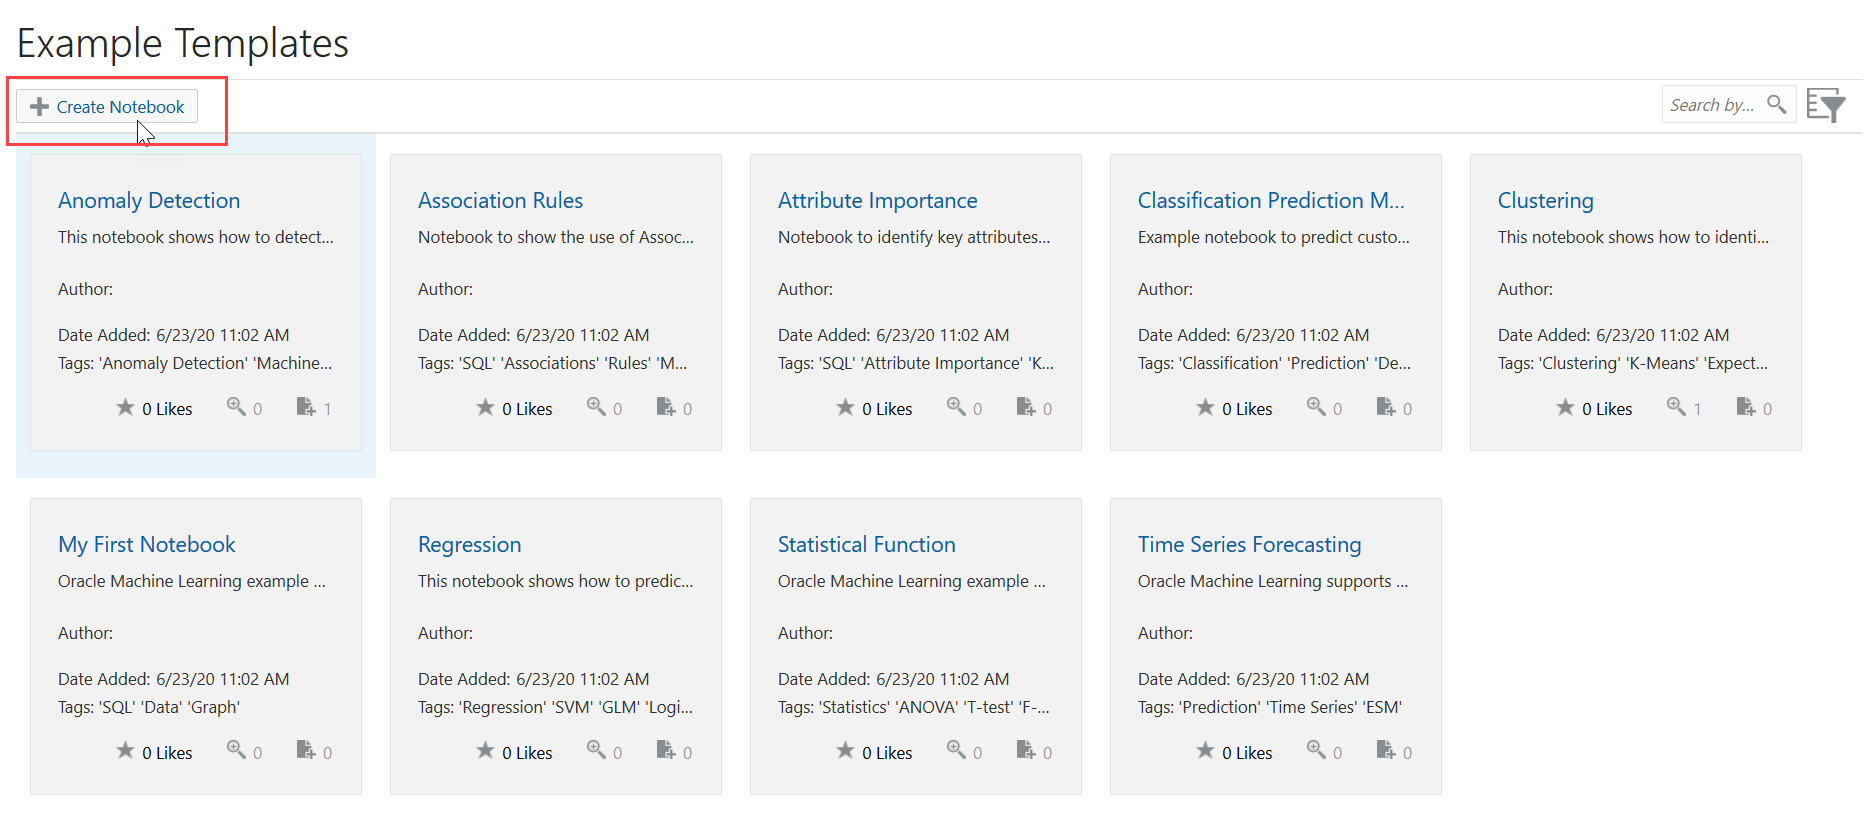 Example Templates
Create Notebook
Search by...
Anomaly Detection
This notebook shows how to detect...
Author:
Date Added: 6/23/20 11:02 AM
Tags: 'Anomaly Detection' 'Machine...
0 Likes 0 1
Association Rules
Notebook to show the use of Assoc...
Author:
Date Added: 6/23/20 11:02 AM
Tags: 'SQL' 'Associations' 'Rules' 'M...
0 Likes 0 0
Attribute Importance
Notebook to identify key attributes...
Author:
Date Added: 6/23/20 11:02 AM
Tags: 'SQL' 'Attribute Importance' 'K...
0 Likes 0 0
Classification Prediction M...
Example notebook to predict custo...
Author:
Date Added: 6/23/20 11:02 AM
Tags: 'Classification' 'Prediction' 'De...
0 Likes 0 0
Clustering
This notebook shows how to identi...
Author:
Date Added: 6/23/20 11:02 AM
Tags: 'Clustering' 'K-Means' 'Expect...
0 Likes 1 0
My First Notebook
Oracle Machine Learning example ...
Author:
Date Added: 6/23/20 11:02 AM
Tags: 'SQL' 'Data' 'Graph'
0 Likes 0 0
Regression
This notebook shows how to predic...
Author:
Date Added: 6/23/20 11:02 AM
Tags: 'Regression' 'SVM' 'GLM' 'Logi...
0 Likes 0 0
Statistical Function
Oracle Machine Learning example ...
Author:
Date Added: 6/23/20 11:02 AM
Tags: 'Statistics' 'ANOVA' 'T-test' 'F-...
0 Likes 0 0
Time Series Forecasting
Oracle Machine Learning supports ...
Author:
Date Added: 6/23/20 11:02 AM
Tags: 'Prediction' 'Time Series' 'ESM'
0 Likes 0 0